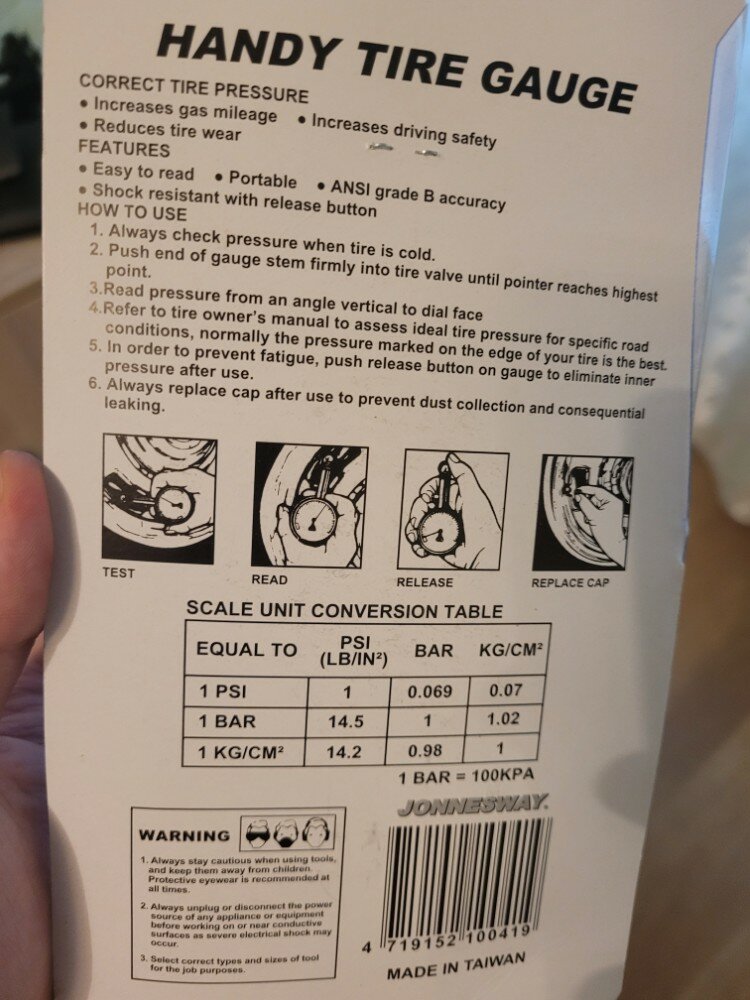 HANDY TIRE GAUGE
CORRECT TIRE PRESSURE
• Increases gas mileage • Increases driving safety
• Reduces tire wear
FEATURES
• Easy to read • Portable • ANSI grade B accuracy
• Shock resistant with release button
HOW TO USE
1. Always check pressure when tire is cold.
2. Push end of gauge stem firmly into tire valve until pointer reaches highest
point.
3.Read pressure from an angle vertical to dial face
4.Refer to tire owner's manual to assess ideal tire pressure for specific road
conditions, normally the pressure marked on the edge of your tire is the best.
5. In order to prevent fatigue, push release button on gauge to eliminate inner
pressure after use.
6. Always replace cap after use to prevent dust collection and consequential
leaking.
TEST READ RELEASE REPLACE CAP
SCALE UNIT CONVERSION TABLE
EQUAL TO PSI (LB/IN²) BAR KG/CM²
1 PSI 1 0.069 0.07
1 BAR 14.5 1 1.02
1 KG/CM² 14.2 0.98 1
1 BAR = 100KPA
JONNESWAY.
WARNING
1. Always stay cautious when using tools,
and keep them away from children.
Protective eyewear is recommended at
all times.
2. Always unplug or disconnect the power
source of any appliance or equipment
before working on or near conductive
surfaces as severe electrical shock may
occur.
3. Select correct types and sizes of tool
for the job purposes.
4 719152 100419
MADE IN TAIWAN